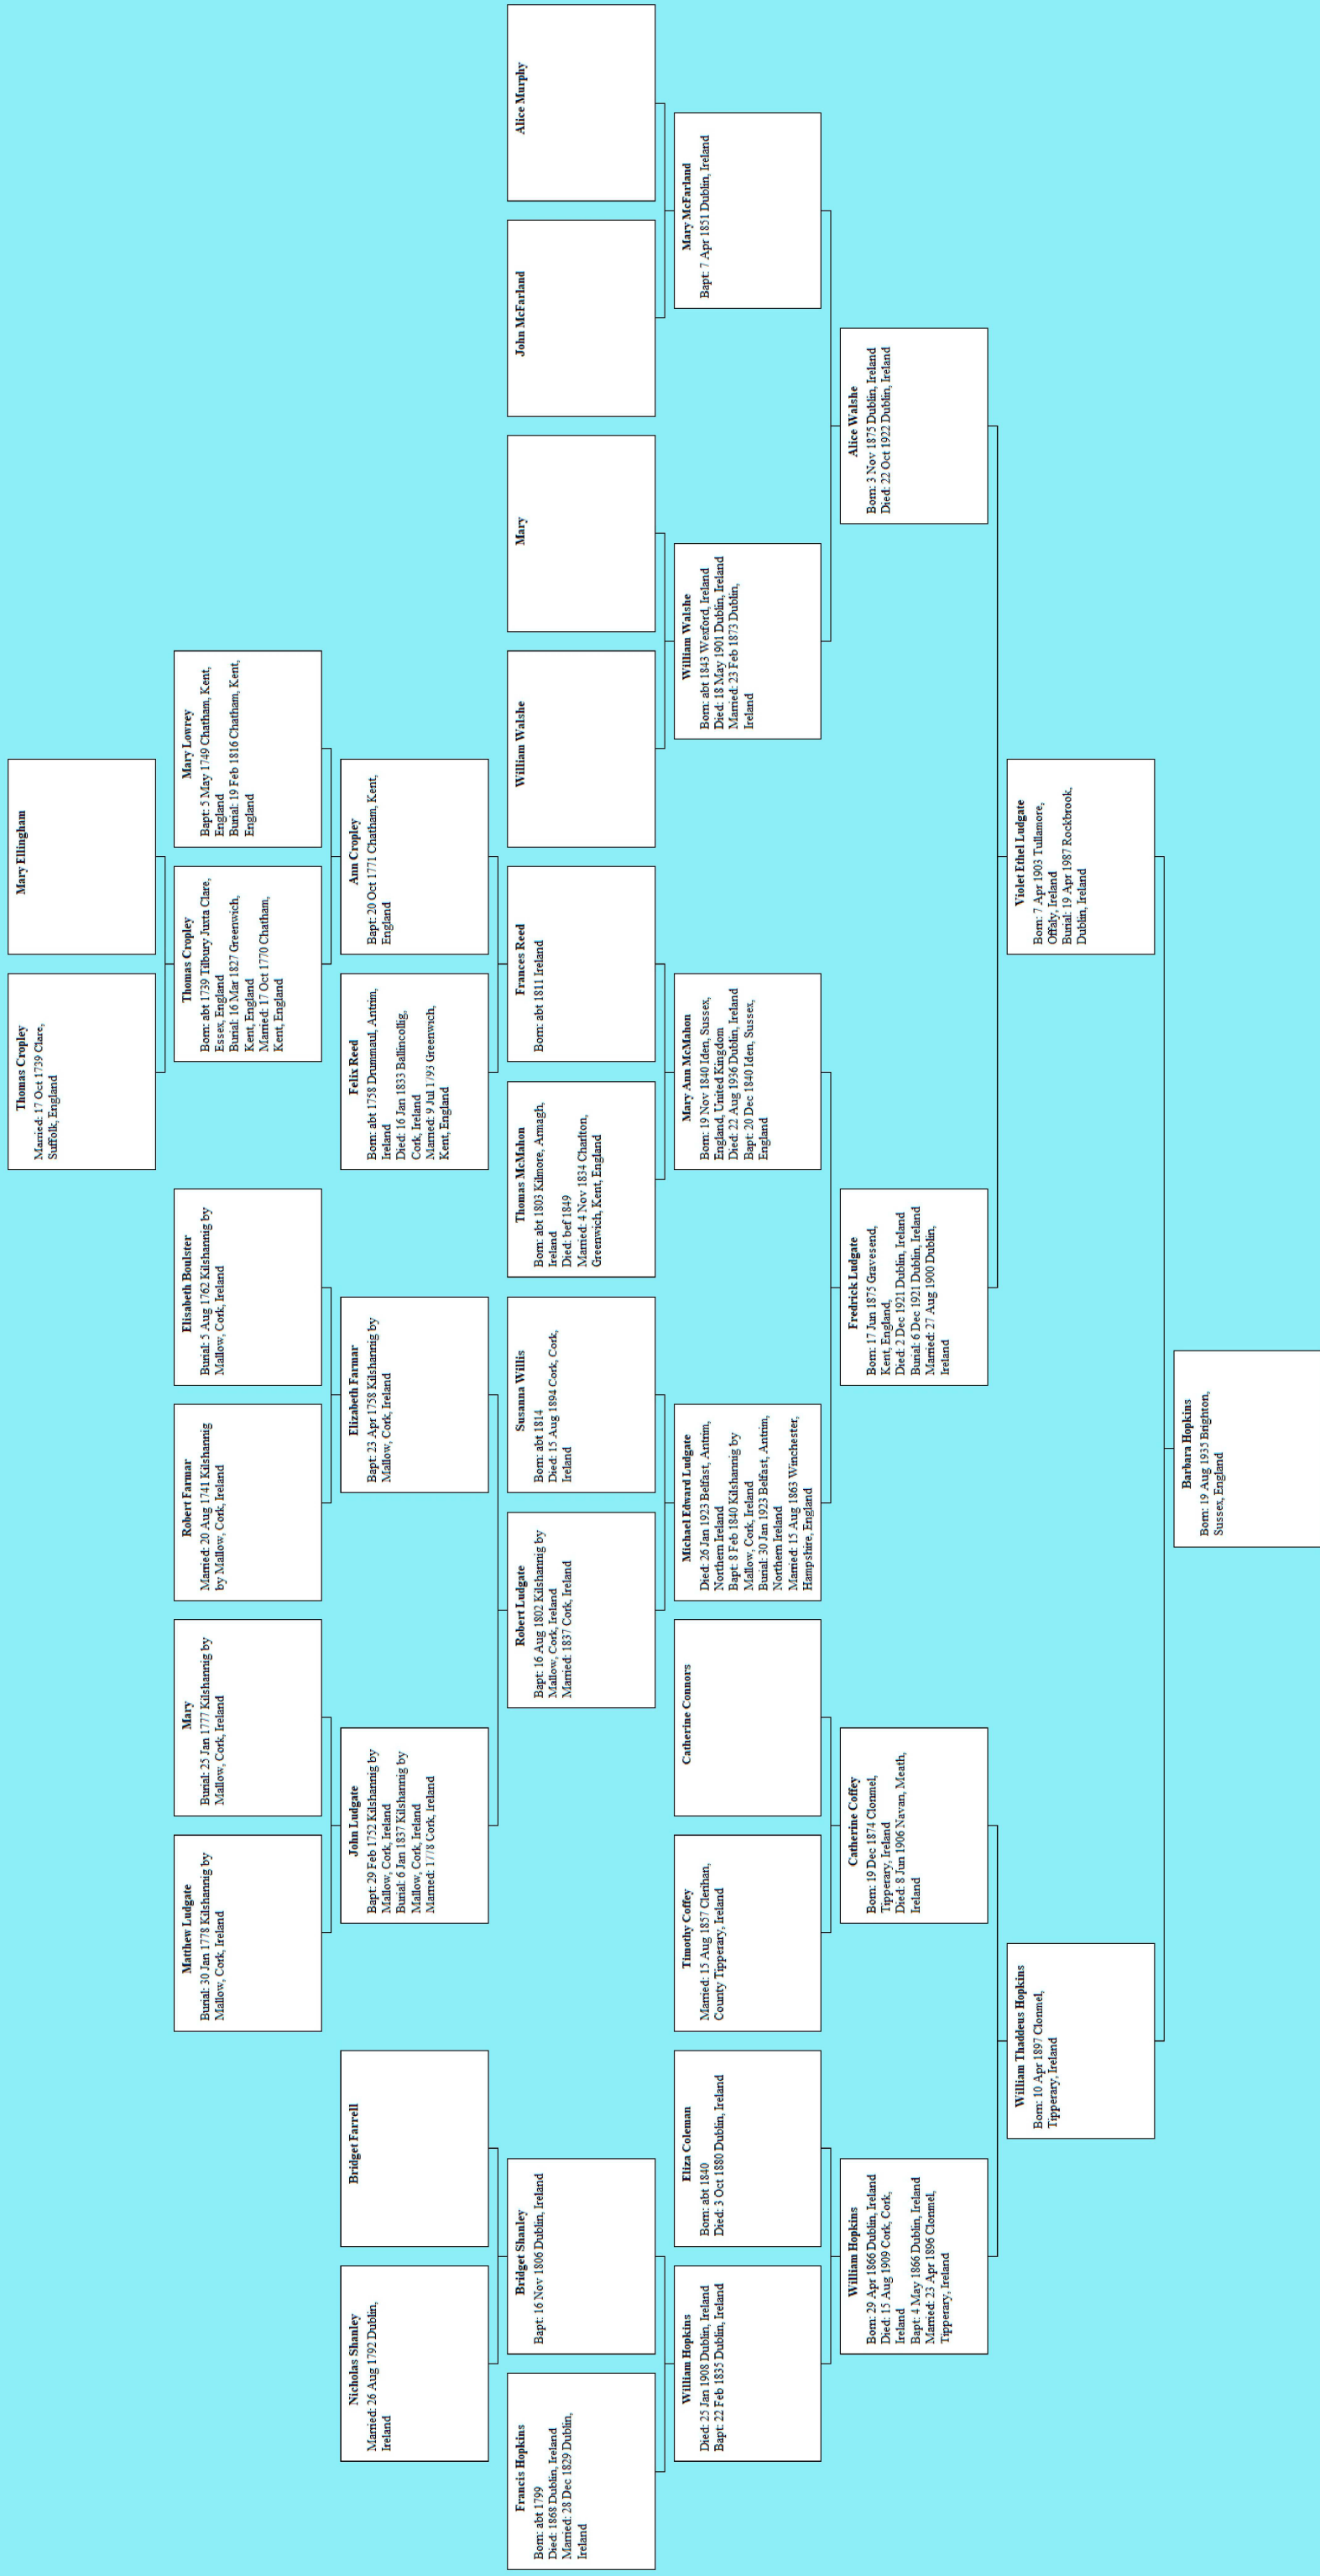 Thomas Cropley
Married: 17 Oct 1739 Clare,
Suffolk, England
Mary Ellingham
Matthew Ludgate
Burial: 30 Jan 1778 Kilshannig by
Mallow, Cork, Ireland
Mary
Burial: 25 Jan 1777 Kilshannig by
Mallow, Cork, Ireland
Robert Farmar
Married: 20 Aug 1741 Kilshannig
by Mallow, Cork, Ireland
Elisabeth Boulster
Burial: 5 Aug 1762 Kilshannig by
Mallow, Cork, Ireland
Thomas Cropley
Born: abt 1739 Tilbury Juxta Clare,
Essex, England
Burial: 16 Mar 1827 Greenwich,
Kent, England
Married: 17 Oct 1770 Chatham,
Kent, England
Mary Lowrey
Bapt: 5 May 1749 Chatham, Kent,
England
Burial: 19 Feb 1816 Chatham, Kent,
England
Nicholas Shanley
Married: 26 Aug 1792 Dublin,
Ireland
Bridget Farrell
John Ludgate
Bapt: 29 Feb 1752 Kilshannig by
Mallow, Cork, Ireland
Burial: 6 Jan 1837 Kilshannig by
Mallow, Cork, Ireland
Married: 1778 Cork, Ireland
Elizabeth Farmar
Bapt: 23 Apr 1758 Kilshannig by
Mallow, Cork, Ireland
Felix Reed
Born: abt 1758 Drummaul, Antrim,
Ireland
Died: 16 Jan 1833 Ballincollig,
Cork, Ireland
Married: 9 Jul 1793 Greenwich,
Kent, England
Ann Cropley
Bapt: 20 Oct 1771 Chatham, Kent,
England
Francis Hopkins
Born: abt 1799
Died: 1868 Dublin, Ireland
Married: 28 Dec 1829 Dublin,
Ireland
Bridget Shanley
Bapt: 16 Nov 1806 Dublin, Ireland
Robert Ludgate
Bapt: 16 Aug 1802 Kilshannig by
Mallow, Cork, Ireland
Married: 1837 Cork, Ireland
Susanna Willis
Born: abt 1814
Died: 15 Aug 1894 Cork, Cork,
Ireland
Thomas McMahon
Born: abt 1803 Kilmore, Armagh,
Ireland
Died: bef 1849
Married: 4 Nov 1834 Charlton,
Greenwich, Kent, England
Frances Reed
Born: abt 1811 Ireland
William Walshe
Mary
John McFarland
Alice Murphy
William Hopkins
Died: 25 Jan 1908 Dublin, Ireland
Bapt: 22 Feb 1835 Dublin, Ireland
Eliza Coleman
Born: abt 1840
Died: 3 Oct 1880 Dublin, Ireland
Timothy Coffey
Married: 15 Aug 1857 Clerihan,
County Tipperary, Ireland
Catherine Connors
Michael Edward Ludgate
Died: 26 Jan 1923 Belfast, Antrim,
Northern Ireland
Bapt: 8 Feb 1840 Kilshannig by
Mallow, Cork, Ireland
Burial: 30 Jan 1923 Belfast, Antrim,
Northern Ireland
Married: 15 Aug 1863 Winchester,
Hampshire, England
Mary Ann McMahon
Born: 19 Nov 1840 Iden, Sussex,
England, United Kingdom
Died: 22 Aug 1936 Dublin, Ireland
Bapt: 20 Dec 1840 Iden, Sussex,
England
William Walshe
Born: abt 1843 Wexford, Ireland
Died: 18 May 1901 Dublin, Ireland
Married: 23 Feb 1873 Dublin,
Ireland
Mary McFarland
Bapt: 7 Apr 1851 Dublin, Ireland
William Hopkins
Born: 29 Apr 1866 Dublin, Ireland
Died: 15 Aug 1909 Cork, Cork,
Ireland
Bapt: 4 May 1866 Dublin, Ireland
Married: 23 Apr 1896 Clonmel,
Tipperary, Ireland
Catherine Coffey
Born: 19 Dec 1874 Clonmel,
Tipperary, Ireland
Died: 8 Jun 1906 Navan, Meath,
Ireland
Fredrick Ludgate
Born: 17 Jun 1875 Gravesend,
Kent, England,
Died: 2 Dec 1921 Dublin, Ireland
Burial: 6 Dec 1921 Dublin, Ireland
Married: 27 Aug 1900 Dublin,
Ireland
Alice Walshe
Born: 3 Nov 1875 Dublin, Ireland
Died: 22 Oct 1922 Dublin, Ireland
William Thaddeus Hopkins
Born: 10 Apr 1897 Clonmel,
Tipperary, Ireland
Violet Ethel Ludgate
Born: 7 Apr 1903 Tullamore,
Offaly, Ireland
Burial: 19 Apr 1987 Rockbrook,
Dublin, Ireland
Barbara Hopkins
Born: 19 Aug 1935 Brighton,
Sussex, England